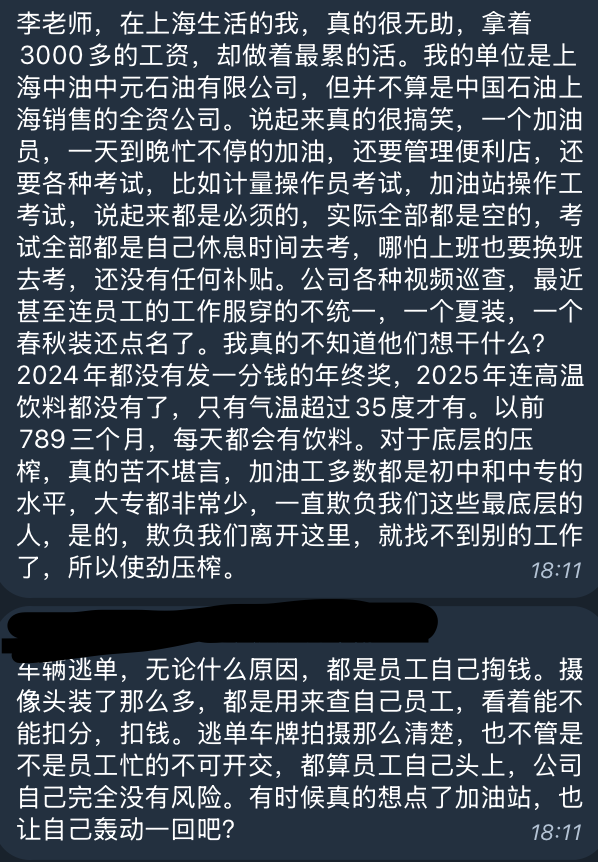 李老师，在上海生活的我，真的很无助，拿着
3000多的工资，却做着最累的活。我的单位是上
海中油中元石油有限公司，但并不算是中国石油上
海销售的全资公司。说起来真的很搞笑，一个加油
员，一天到晚忙不停的加油，还要管理便利店，还
要各种考试，比如计量操作员考试，加油站操作工
考试，说起来都是必须的，实际全部都是空的，考
试全部都是自己休息时间去考，哪怕上班也要换班
去考，还没有任何补贴。公司各种视频巡查，最近
甚至连员工的工作服穿的不统一，一个夏装，一个
春秋装还点名了。我真的不知道他们想干什么？
2024年都没有发一分钱的年终奖，2025年连高温
饮料都没有了，只有气温超过35度才有。以前
789三个月，每天都会有饮料。对于底层的压
榨，真的苦不堪言，加油工多数都是初中和中专的
水平，大专都非常少，一直欺负我们这些最底层的
人，是的，欺负我们离开这里，就找不到别的工作
了，所以使劲压榨。
18:11
车辆逃单，无论什么原因，都是员工自己掏钱。摄
像头装了那么多，都是用来查自己员工，看着能不
能扣分，扣钱。逃单车牌拍摄那么清楚，也不管是
不是员工忙的不可开交，都算员工自己头上，公司
自己完全没有风险。有时候真的想点了加油站，也
让自己轰动一回吧？
18:11